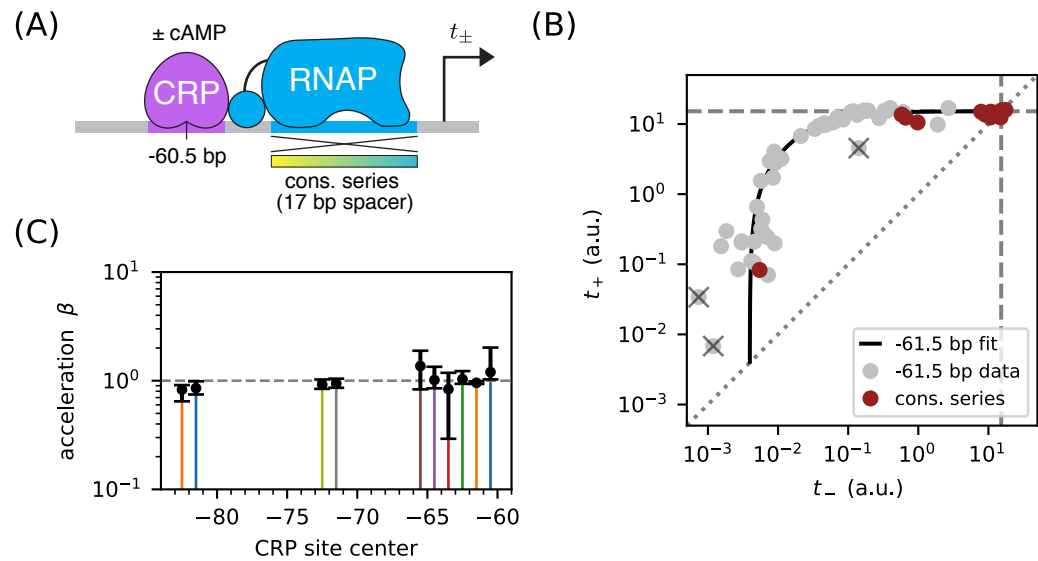 (A)
± cAMP
t±
CRP
RNAP
-60.5 bp
cons. series
(17 bp spacer)
(B)
10¹
10⁰
10⁻¹
10⁻²
10⁻³
t₊ (a.u.)
-61.5 bp fit
-61.5 bp data
cons. series
10⁻³
10⁻²
10⁻¹
10⁰
10¹
t₋ (a.u.)
(C)
10¹
10⁰
10⁻¹
acceleration β
−80
−75
−70
−65
−60
CRP site center